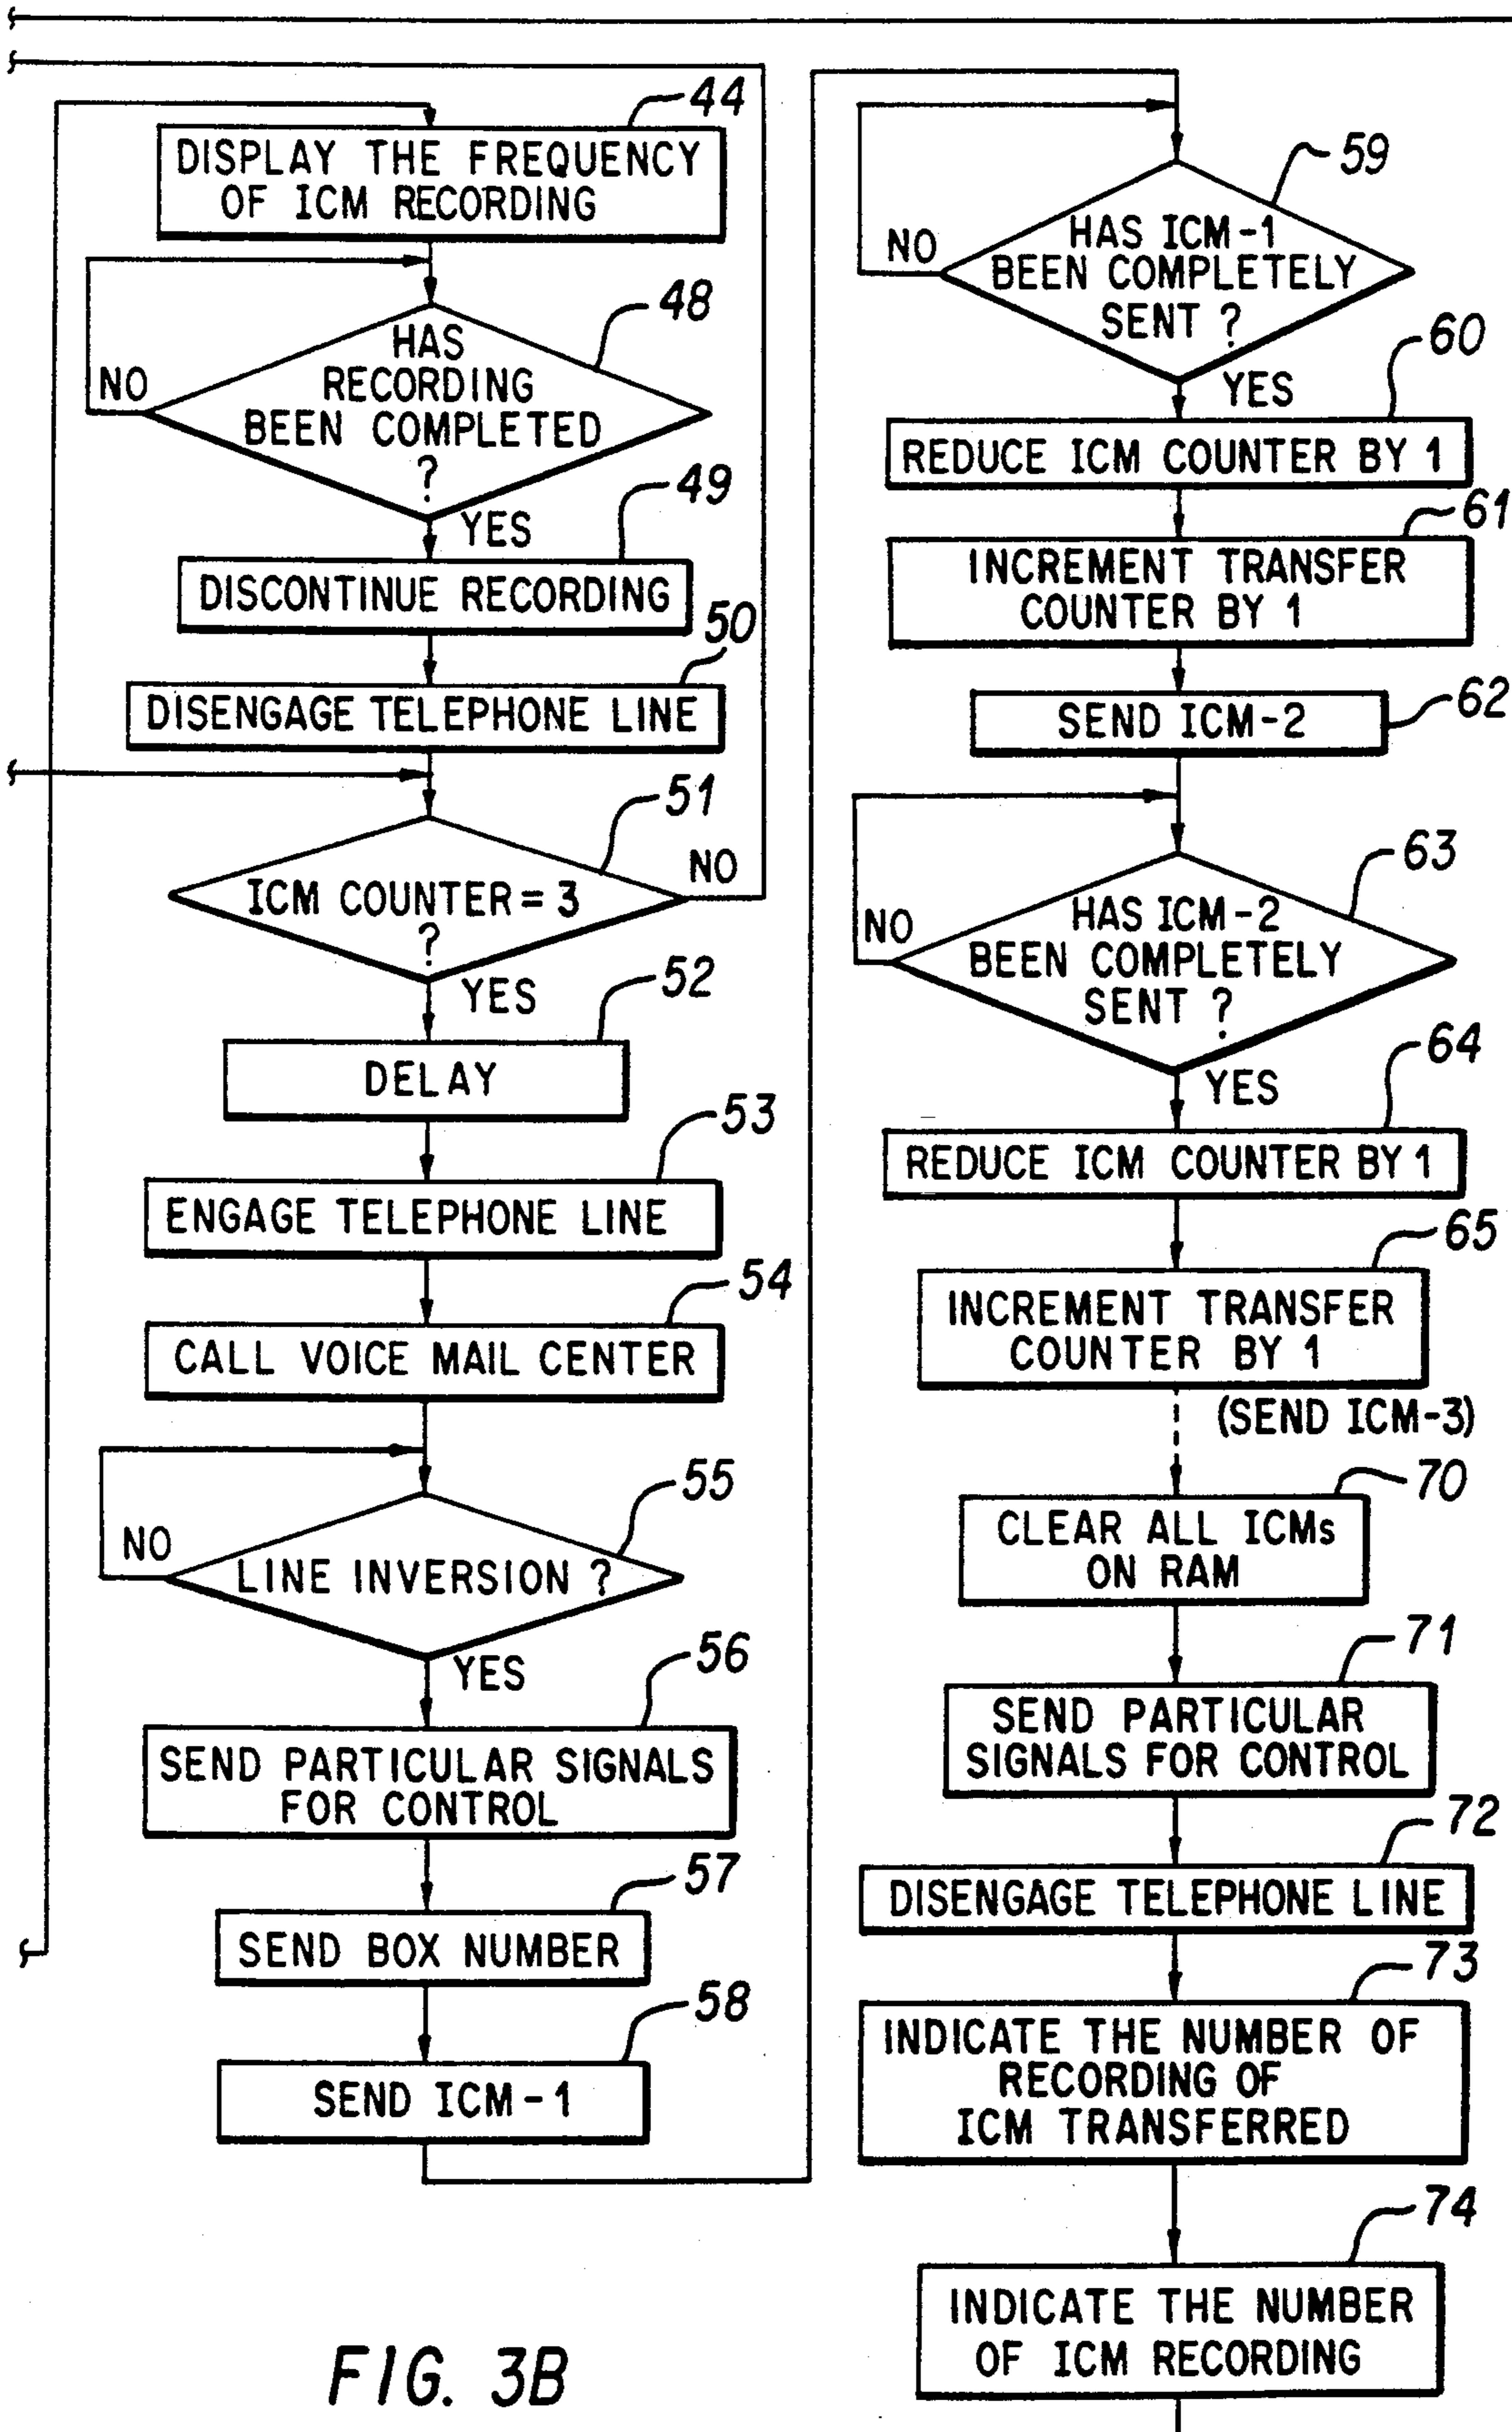 44
DISPLAY THE FREQUENCY
OF ICM RECORDING
48
HAS
RECORDING
BEEN COMPLETED
?
NO
YES
49
DISCONTINUE RECORDING
50
DISENGAGE TELEPHONE LINE
51
ICM COUNTER = 3
?
NO
YES
52
DELAY
53
ENGAGE TELEPHONE LINE
54
CALL VOICE MAIL CENTER
55
LINE INVERSION ?
NO
YES
56
SEND PARTICULAR SIGNALS
FOR CONTROL
57
SEND BOX NUMBER
58
SEND ICM-1
59
HAS ICM-1
BEEN COMPLETELY
SENT ?
NO
YES
60
REDUCE ICM COUNTER BY 1
61
INCREMENT TRANSFER
COUNTER BY 1
62
SEND ICM-2
63
HAS ICM-2
BEEN COMPLETELY
SENT ?
NO
YES
64
REDUCE ICM COUNTER BY 1
65
INCREMENT TRANSFER
COUNTER BY 1
(SEND ICM-3)
70
CLEAR ALL ICMs
ON RAM
71
SEND PARTICULAR
SIGNALS FOR CONTROL
72
DISENGAGE TELEPHONE LINE
73
INDICATE THE NUMBER OF
RECORDING OF
ICM TRANSFERRED
74
INDICATE THE NUMBER
OF ICM RECORDING
FIG. 3B